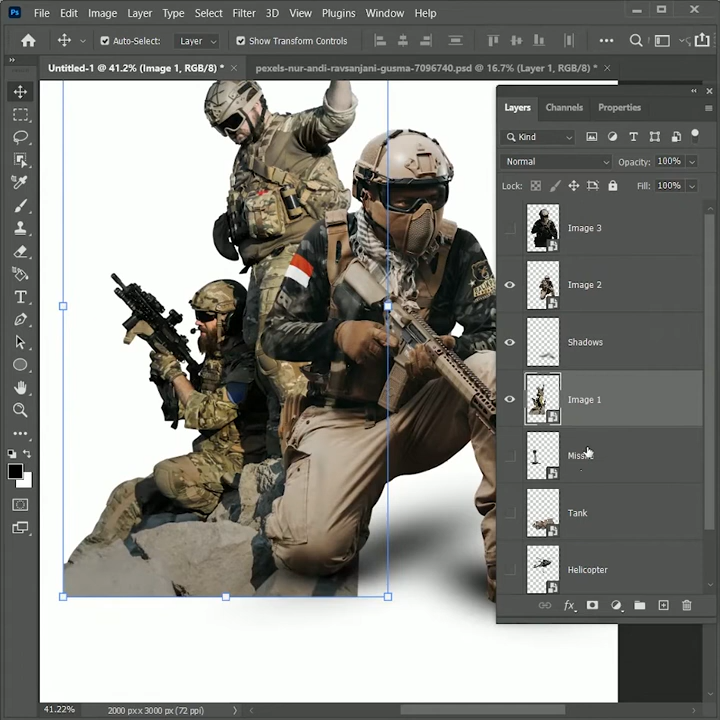 Ps File Edit Image Layer Type Select Filter 3D View Plugins Window Help
Auto-Select: Layer Show Transform Controls
Untitled-1 @ 41.2% (Image 1, RGB/8) * × pexels-nur-andi-ravsanjani-gusma-7096740.psd @ 16.7% (Layer 1, RGB/8) * ×
Layers Channels Properties
Kind
Normal Opacity: 100%
Lock: Fill: 100%
Image 3
Image 2
Shadows
Image 1
Tank
Helicopter
fx
41.22% 2000 px x 3000 px (72 ppi)